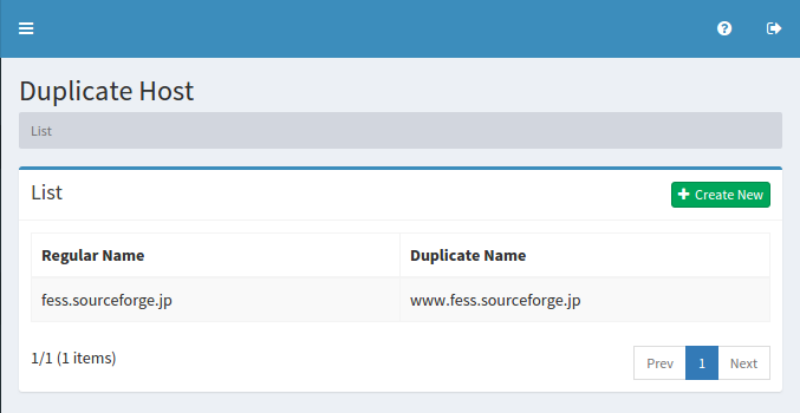 Duplicate Host
List
List
Create New
Regular Name Duplicate Name
fess.sourceforge.jp www.fess.sourceforge.jp
1/1 (1 items)
Prev 1 Next